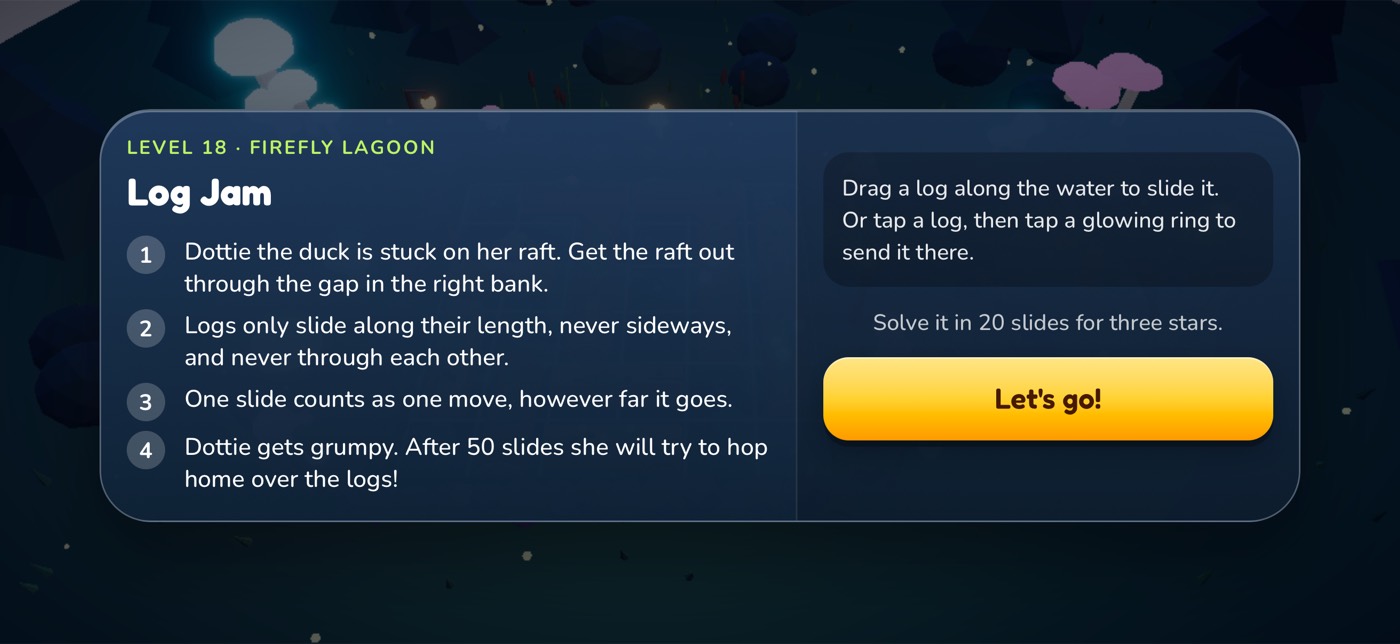 LEVEL 18 · FIREFLY LAGOON
Log Jam
1 Dottie the duck is stuck on her raft. Get the raft out
through the gap in the right bank.
2 Logs only slide along their length, never sideways,
and never through each other.
3 One slide counts as one move, however far it goes.
4 Dottie gets grumpy. After 50 slides she will try to hop
home over the logs!
Drag a log along the water to slide it.
Or tap a log, then tap a glowing ring to
send it there.
Solve it in 20 slides for three stars.
Let's go!